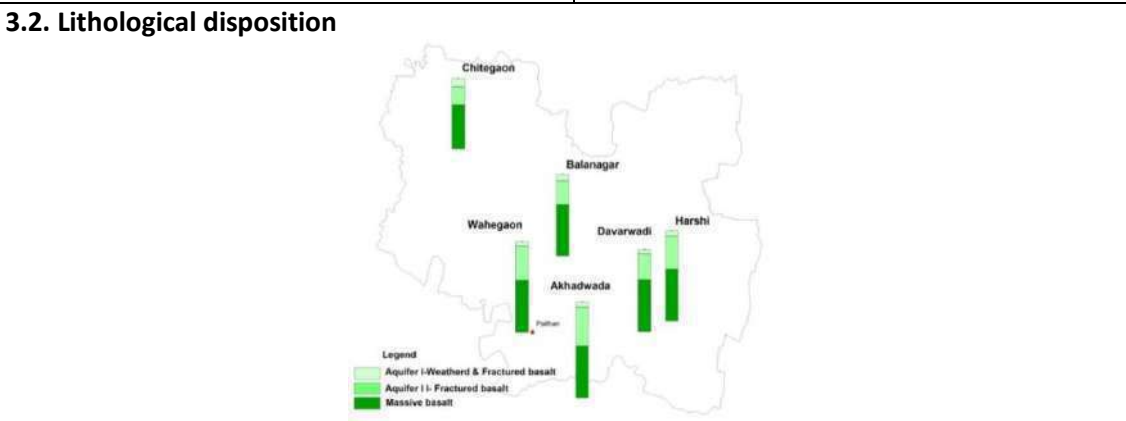 3.2. Lithological disposition
Chitegaon
Balanagar
Wahegaon
Davarwadi
Harshi
Akhadwada
Paithan
Legend
Aquifer I-Weatherd & Fractured basalt
Aquifer I I- Fractured basalt
Massive basalt